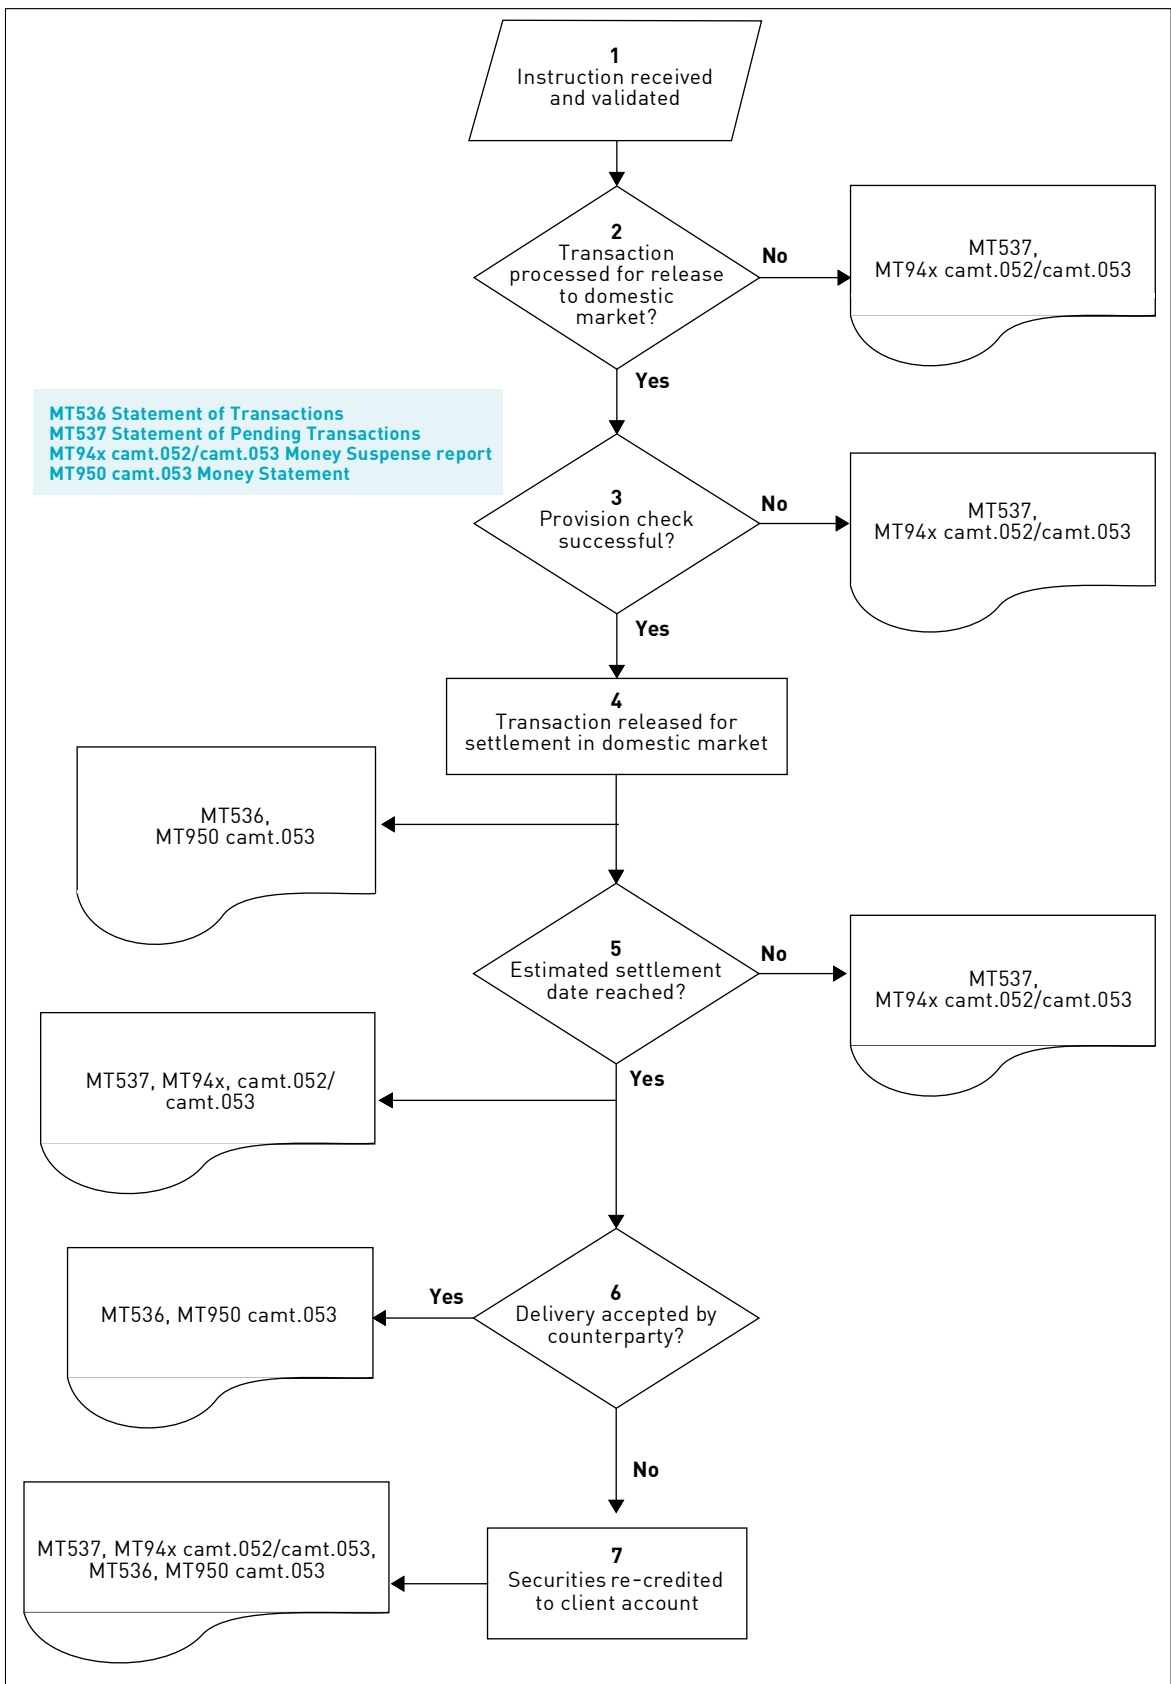 1
Instruction received
and validated
2
Transaction
processed for release
to domestic
market?
No
MT537,
MT94x camt.052/camt.053
Yes
MT536 Statement of Transactions
MT537 Statement of Pending Transactions
MT94x camt.052/camt.053 Money Suspense report
MT950 camt.053 Money Statement
3
Provision check
successful?
No
MT537,
MT94x camt.052/camt.053
Yes
4
Transaction released for
settlement in domestic market
MT536,
MT950 camt.053
5
Estimated settlement
date reached?
No
MT537,
MT94x camt.052/camt.053
Yes
MT537, MT94x, camt.052/
camt.053
6
Delivery accepted by
counterparty?
Yes
MT536, MT950 camt.053
No
7
Securities re-credited
to client account
MT537, MT94x camt.052/camt.053,
MT536, MT950 camt.053